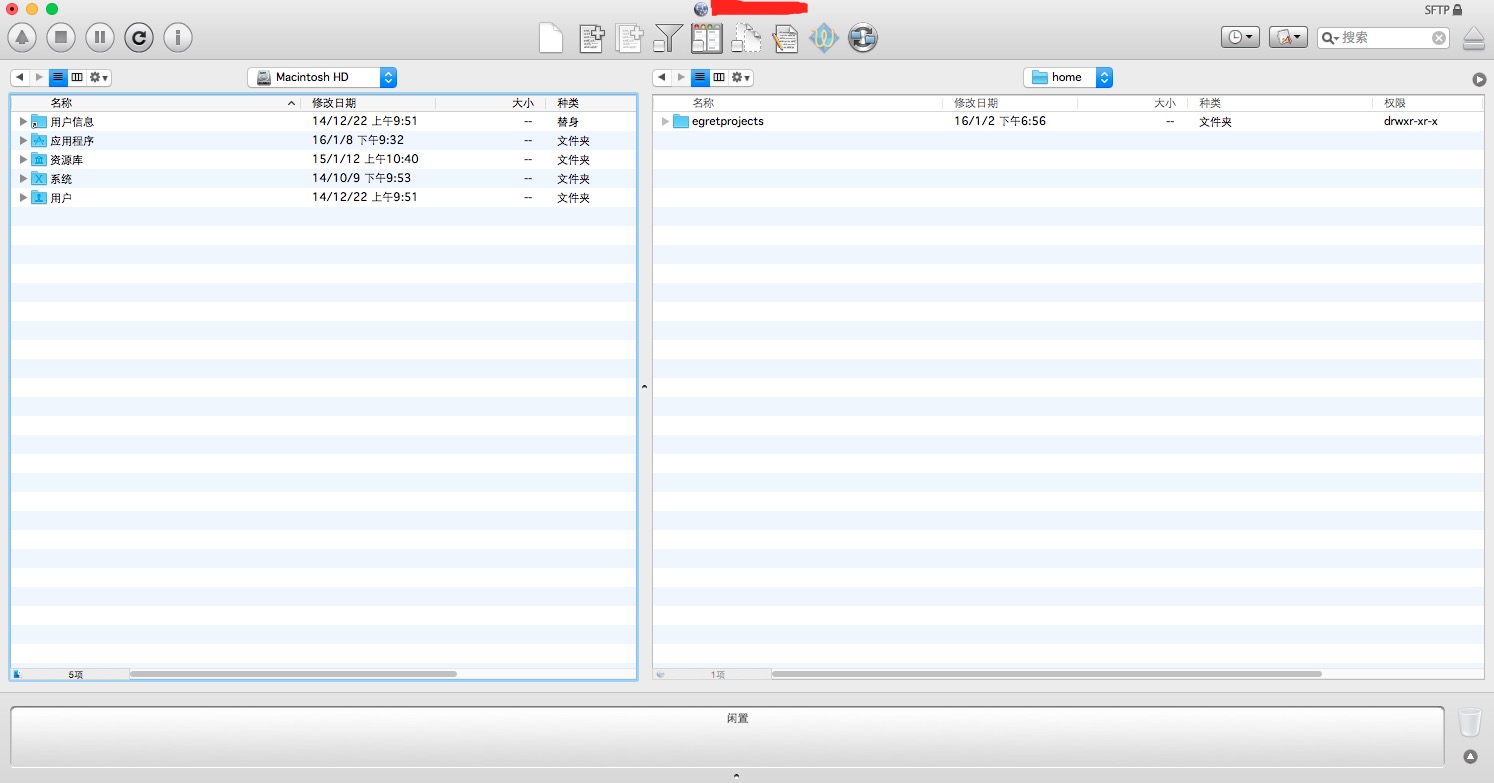 SFTP
搜索
Macintosh HD
home
名称 修改日期 大小 种类
用户信息 14/12/22 上午9:51 -- 替身
应用程序 16/1/8 下午9:32 -- 文件夹
资源库 15/1/12 上午10:40 -- 文件夹
系统 14/10/9 下午9:53 -- 文件夹
用户 14/12/22 上午9:51 -- 文件夹
5项
名称 修改日期 大小 种类 权限
egretprojects 16/1/2 下午6:56 -- 文件夹 drwxr-xr-x
1项
闲置